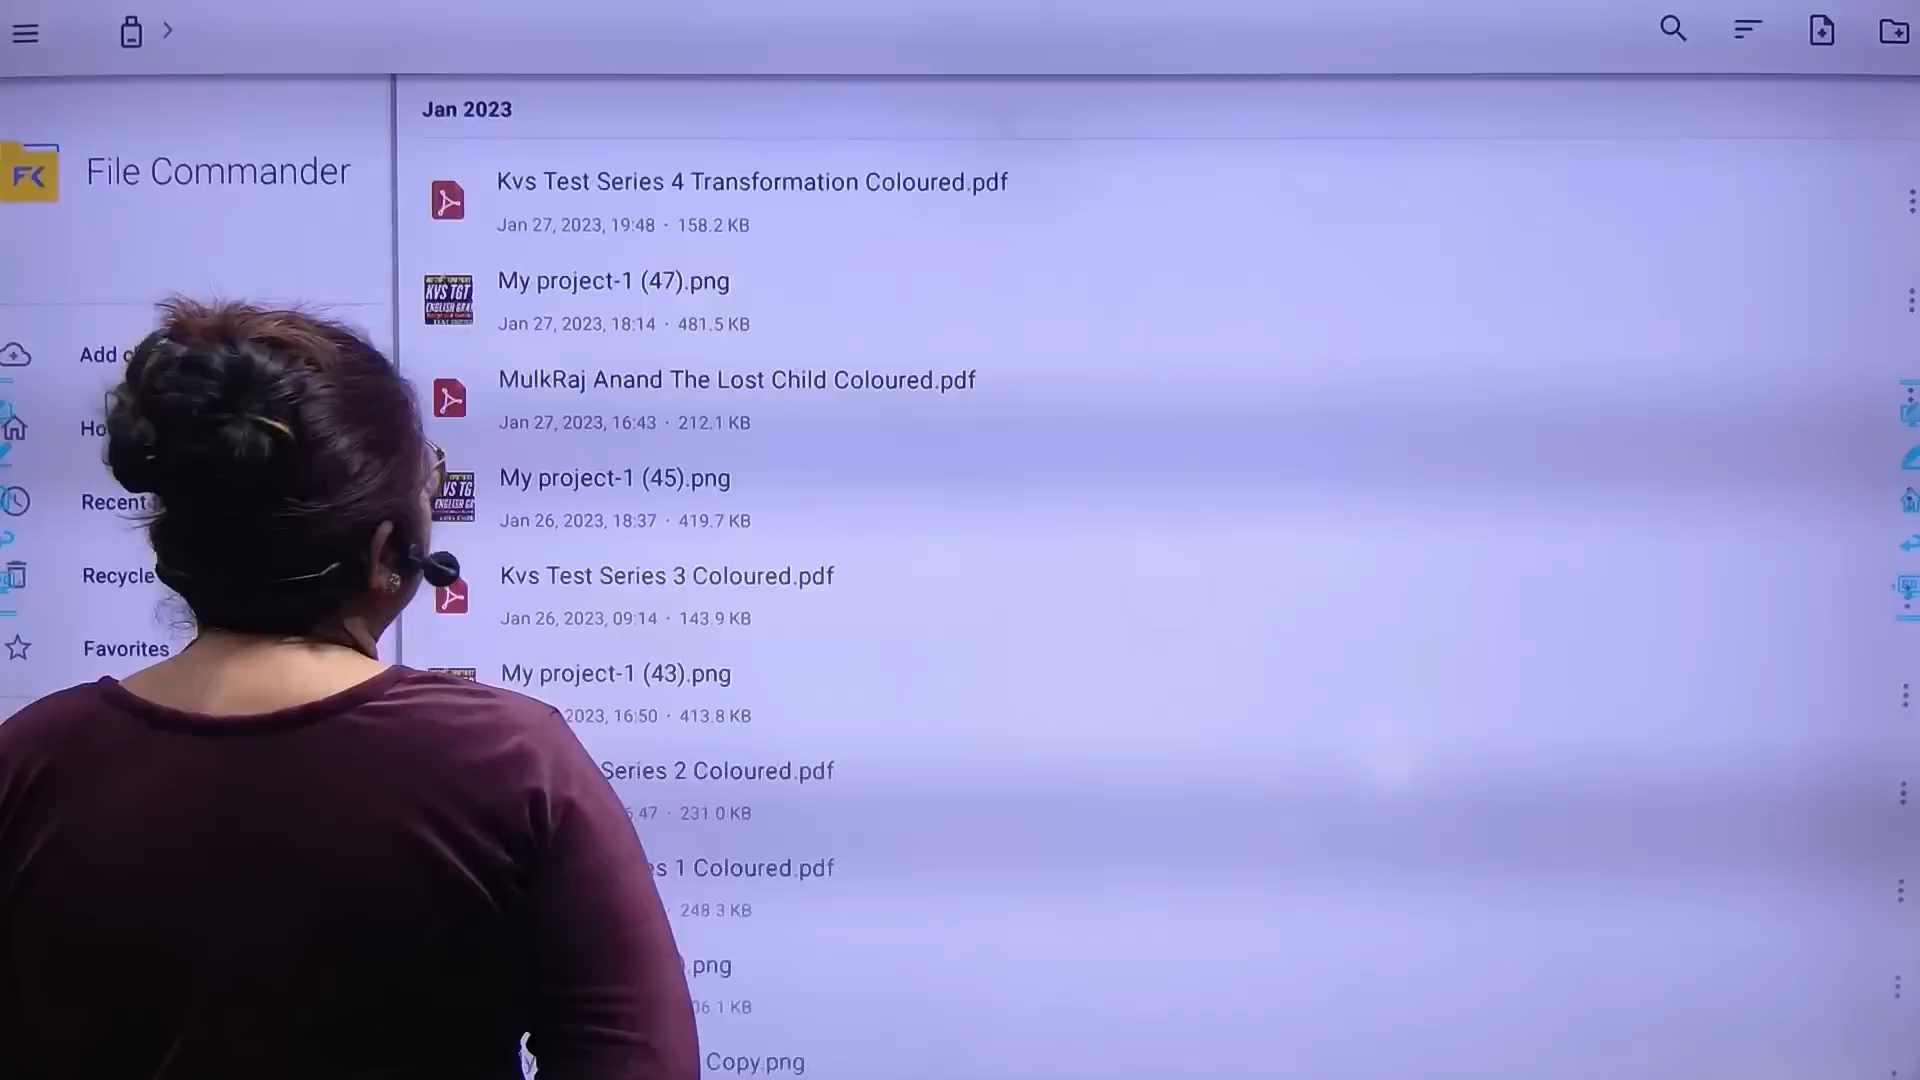 Jan 2023
File Commander
Kvs Test Series 4 Transformation Coloured.pdf
Jan 27, 2023, 19:48 · 158.2 KB
My project-1 (47).png
KVS TGT
Jan 27, 2023, 18:14 · 481.5 KB
Add
MulkRaj Anand The Lost Child Coloured.pdf
Jan 27, 2023, 16:43 · 212.1 KB
My project-1 (45).png
Recent
Jan 26, 2023, 18:37 · 419.7 KB
Recycle
Kvs Test Series 3 Coloured.pdf
Jan 26, 2023, 09:14 · 143.9 KB
Favorites
My project-1 (43).png
2023, 16:50 · 413.8 KB
Series 2 Coloured.pdf
47 · 231.0 KB
1 Coloured.pdf
248.3 KB
.png
KB
Copy.png